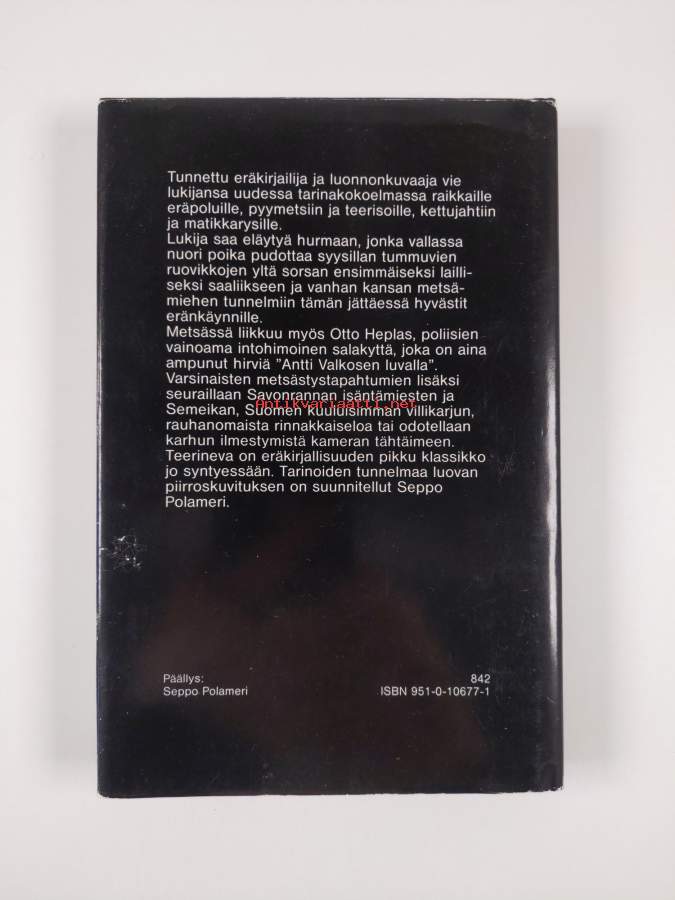 Tunnettu eräkirjailija ja luonnonkuvaaja vie
lukijansa uudessa tarinakokoelmassa raikkaille
eräpoluille, pyymetsiin ja teerisoille, kettujahtiin
ja matikkarysille.
Lukija saa eläytyä hurmaan, jonka vallassa
nuori poika pudottaa syysillan tummuvien
ruovikkojen yltä sorsan ensimmäiseksi lailli-
seksi saaliikseen ja vanhan kansan metsä-
miehen tunnelmiin tämän jättäessä hyvästit
eränkäynnille.
Metsässä liikkuu myös Otto Heplas, poliisien
vainoama intohimoinen salakyttä, joka on aina
ampunut hirviä "Antti Valkosen luvalla".
Varsinaisten metsästystapahtumien lisäksi
seuraillaan Savonrannan isäntämiesten ja
Antikvariaatti.net
Semeikan, Suomen kuuluisimman villikarjun,
rauhanomaista rinnakkaiseloa tai odotellaan
karhun ilmestymistä kameran tähtäimeen.
Teerineva on eräkirjallisuuden pikku klassikko
jo syntyessään. Tarinoiden tunnelmaa luovan
piirroskuvituksen on suunnitellut Seppo
Polameri.
Päällys:
Seppo Polameri
842
ISBN 951-0-10677-1